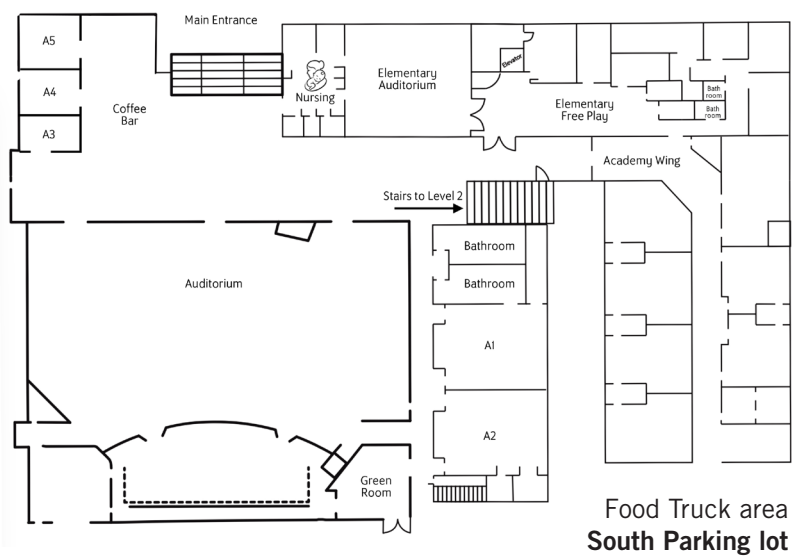 Main Entrance
A5
A4
A3
Coffee
Bar
Nursing
Elementary
Auditorium
Elevator
Elementary
Free Play
Bath
room
Bath
room
Academy Wing
Stairs to Level 2
Bathroom
Bathroom
Auditorium
A1
A2
Green
Room
Food Truck area
South Parking lot